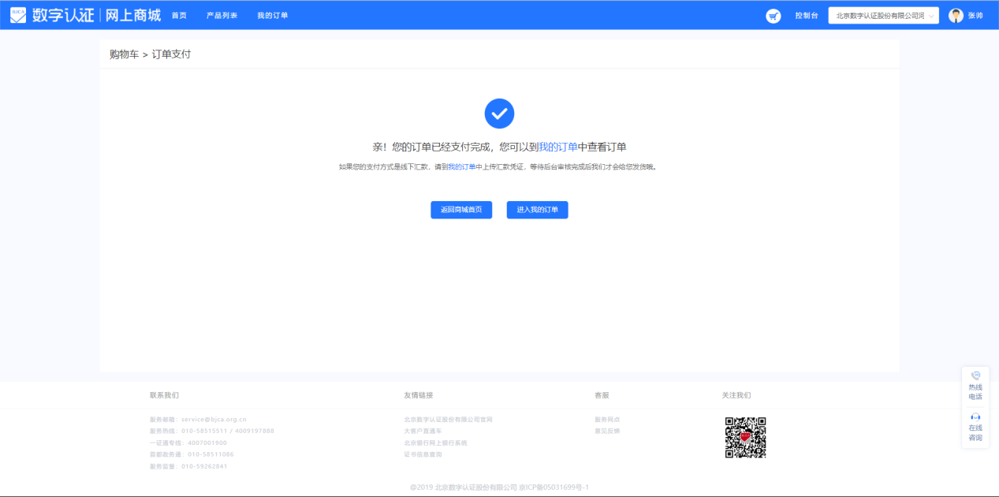 BJCA 数字认证 网上商城 首页 产品列表 我的订单 控制台 北京数字认证股份有限公司河 张帅
购物车 > 订单支付
亲！您的订单已经支付完成，您可以到我的订单中查看订单
如果您的支付方式是线下汇款，请到我的订单中上传汇款凭证，等待后台审核完成后我们才会给您发货哦。
返回商城首页 进入我的订单
热线
电话
在线
咨询
联系我们 友情链接 客服 关注我们
服务邮箱：service@bjca.org.cn 北京数字认证股份有限公司官网 服务网点
服务热线：010-58515511 / 4009197888 大客户直通车 意见反馈
一证通专线：4007001900 北京银行网上银行系统
首都政务通：010-58511086 证书信息查询
服务监督：010-59262841
@2019 北京数字认证股份有限公司 京ICP备05031699号-1